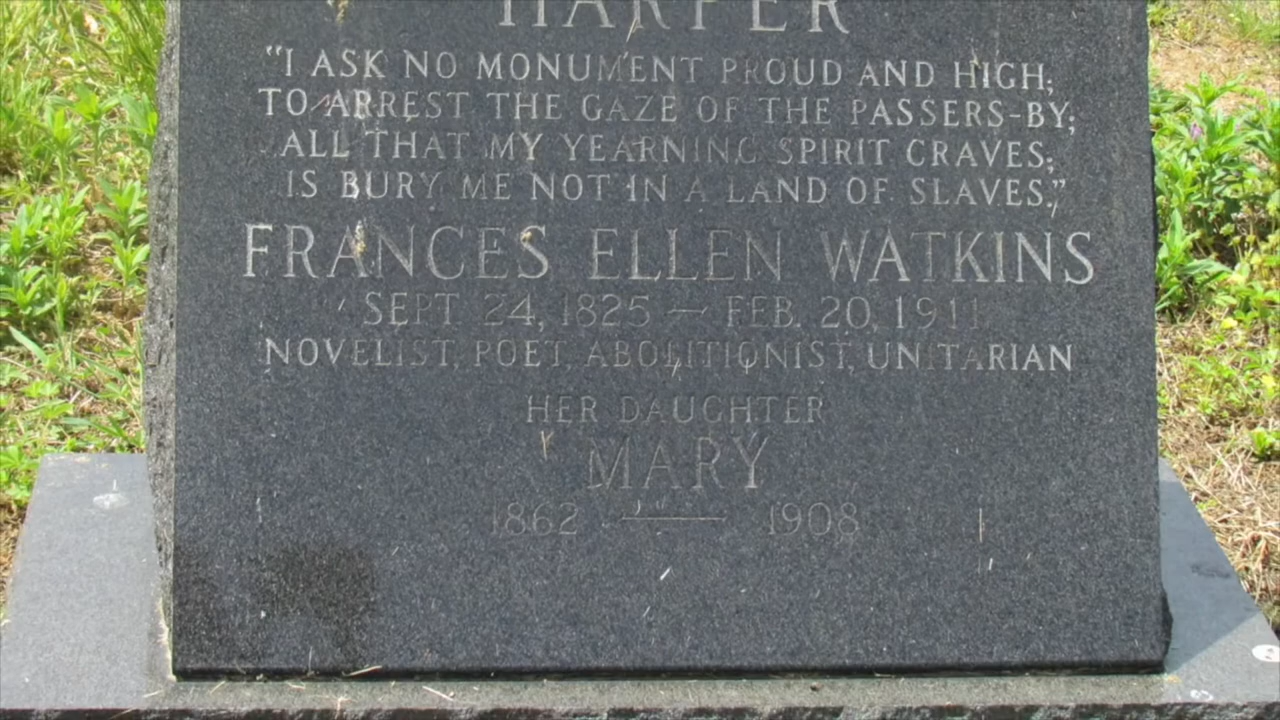 HARPER
"I ASK NO MONUMENT PROUD AND HIGH;
TO ARREST THE GAZE OF THE PASSERS-BY;
ALL THAT MY YEARNING SPIRIT CRAVES;
IS BURY ME NOT IN A LAND OF SLAVES."
FRANCES ELLEN WATKINS
SEPT. 24, 1825 — FEB. 20, 1911
NOVELIST, POET, ABOLITIONIST, UNITARIAN
HER DAUGHTER
MARY
1862 — 1908